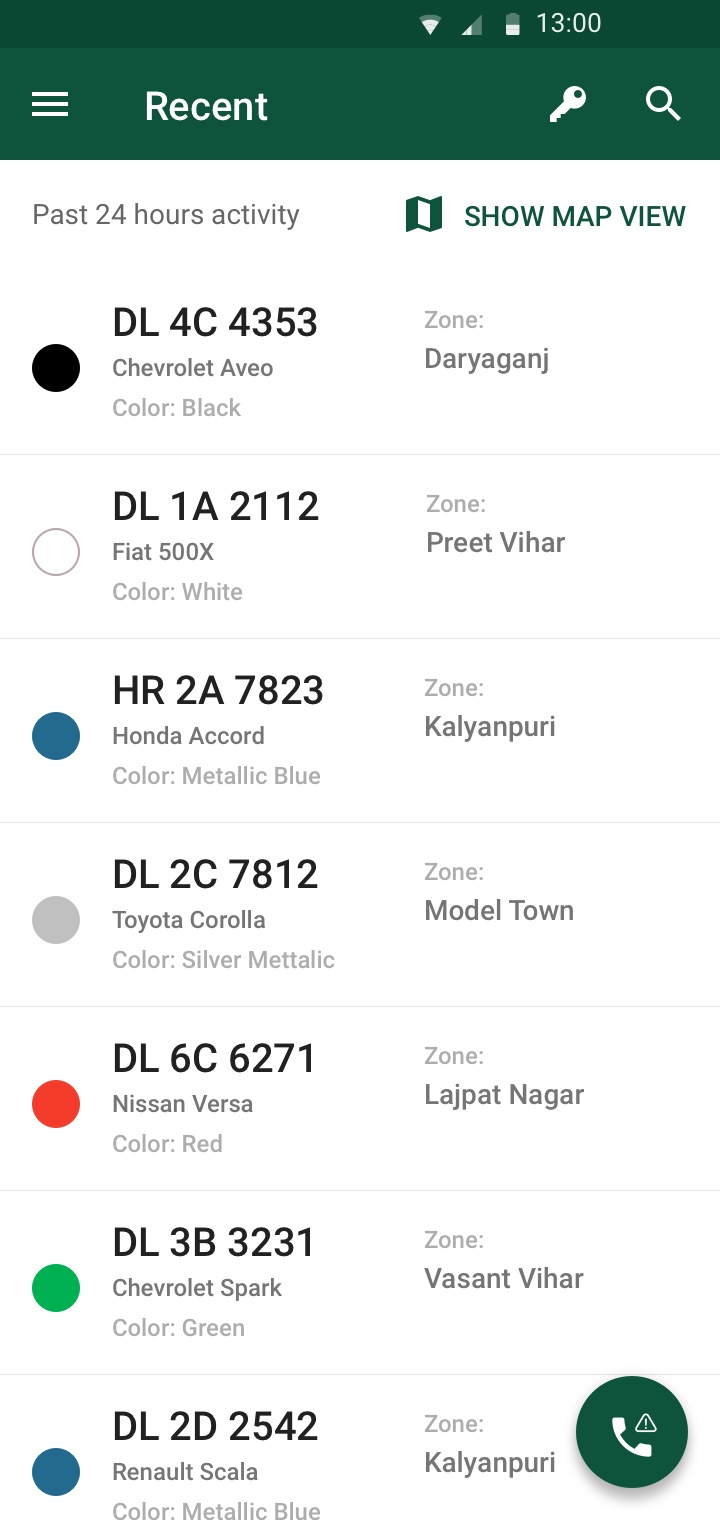 13:00
Recent
Past 24 hours activity
SHOW MAP VIEW
DL 4C 4353
Chevrolet Aveo
Color: Black
Zone:
Daryaganj
DL 1A 2112
Fiat 500X
Color: White
Zone:
Preet Vihar
HR 2A 7823
Honda Accord
Color: Metallic Blue
Zone:
Kalyanpuri
DL 2C 7812
Toyota Corolla
Color: Silver Mettalic
Zone:
Model Town
DL 6C 6271
Nissan Versa
Color: Red
Zone:
Lajpat Nagar
DL 3B 3231
Chevrolet Spark
Color: Green
Zone:
Vasant Vihar
DL 2D 2542
Renault Scala
Color: Metallic Blue
Zone:
Kalyanpuri